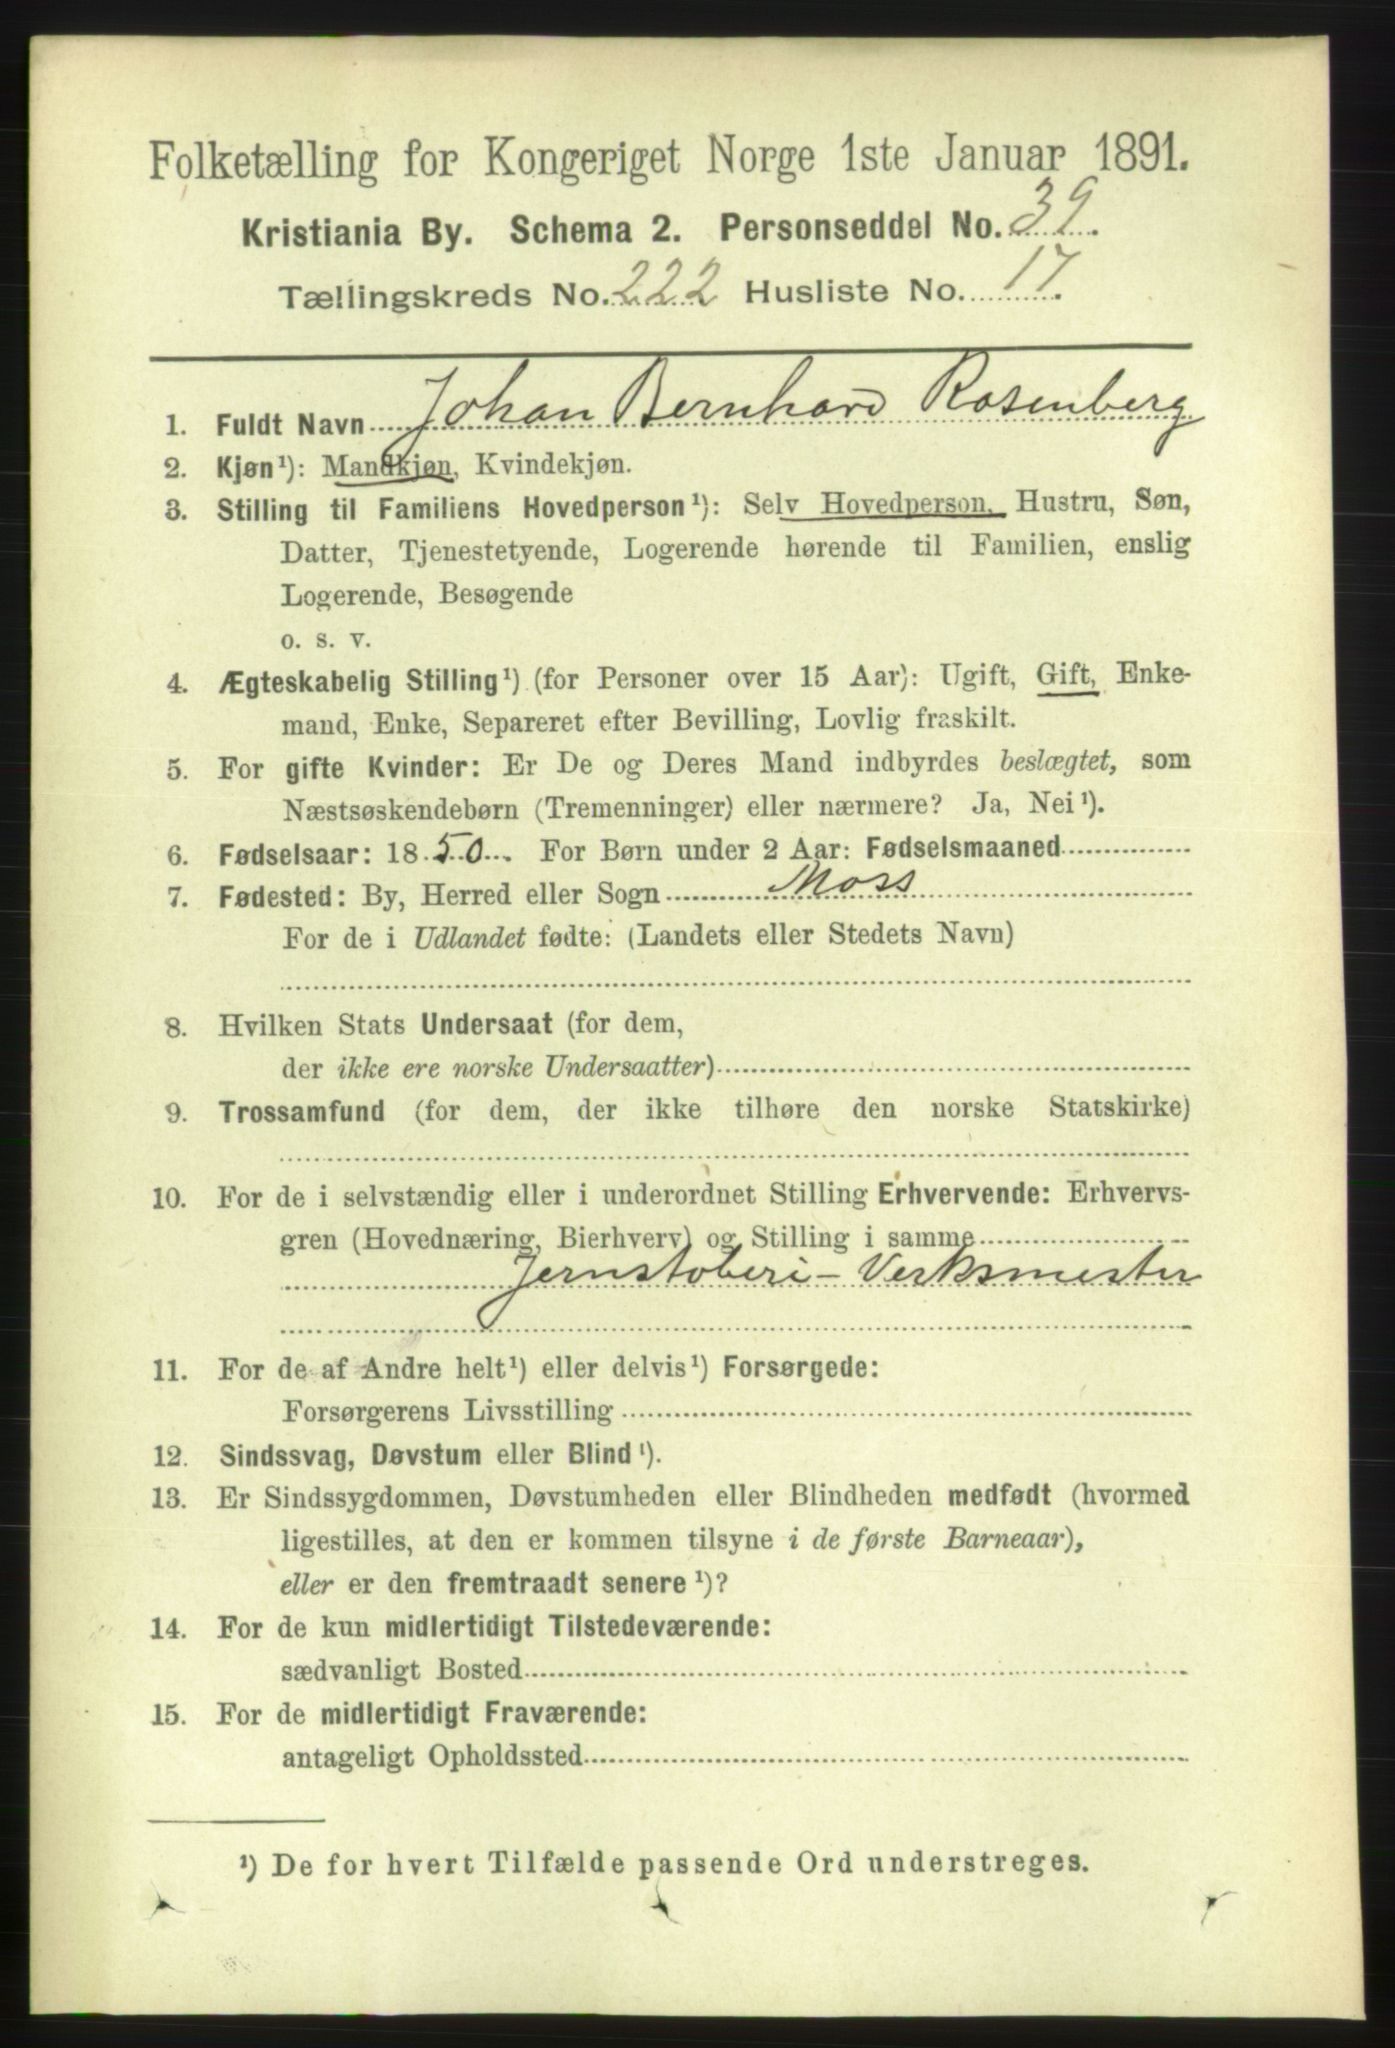 Folketælling for Kongeriget Norge 1ste Januar 1891.
Kristiania By. Schema 2. Personseddel No. 39.
Tællingskreds No. 222 Husliste No. 17.
1. Fuldt Navn Johan Bernhard Rosenberg
2. Kjøn¹): Mandkjøn, Kvindekjøn.
3. Stilling til Familiens Hovedperson¹): Selv Hovedperson, Hustru, Søn,
Datter, Tjenestetyende, Logerende hørende til Familien, enslig
Logerende, Besøgende
o. s. v.
4. Ægteskabelig Stilling¹) (for Personer over 15 Aar): Ugift, Gift, Enke-
mand, Enke, Separeret efter Bevilling, Lovlig fraskilt.
5. For gifte Kvinder: Er De og Deres Mand indbyrdes beslægtet, som
Næstsøskendebørn (Tremenninger) eller nærmere? Ja, Nei¹).
6. Fødselsaar: 1850. For Børn under 2 Aar: Fødselsmaaned
7. Fødested: By, Herred eller Sogn Moss
For de i Udlandet fødte: (Landets eller Stedets Navn)
8. Hvilken Stats Undersaat (for dem,
der ikke ere norske Undersaatter)
9. Trossamfund (for dem, der ikke tilhøre den norske Statskirke)
10. For de i selvstændig eller i underordnet Stilling Erhvervende: Erhvervs-
gren (Hovednæring, Bierhverv) og Stilling i samme
Jernstøberi - Verksmester
11. For de af Andre helt¹) eller delvis¹) Forsørgede:
Forsørgerens Livsstilling
12. Sindssvag, Døvstum eller Blind¹).
13. Er Sindssygdommen, Døvstumheden eller Blindheden medfødt (hvormed
ligestilles, at den er kommen tilsyne i de første Barneaar),
eller er den fremtraadt senere¹)?
14. For de kun midlertidigt Tilstedeværende:
sædvanligt Bosted
15. For de midlertidigt Fraværende:
antageligt Opholdssted
¹) De for hvert Tilfælde passende Ord understreges.